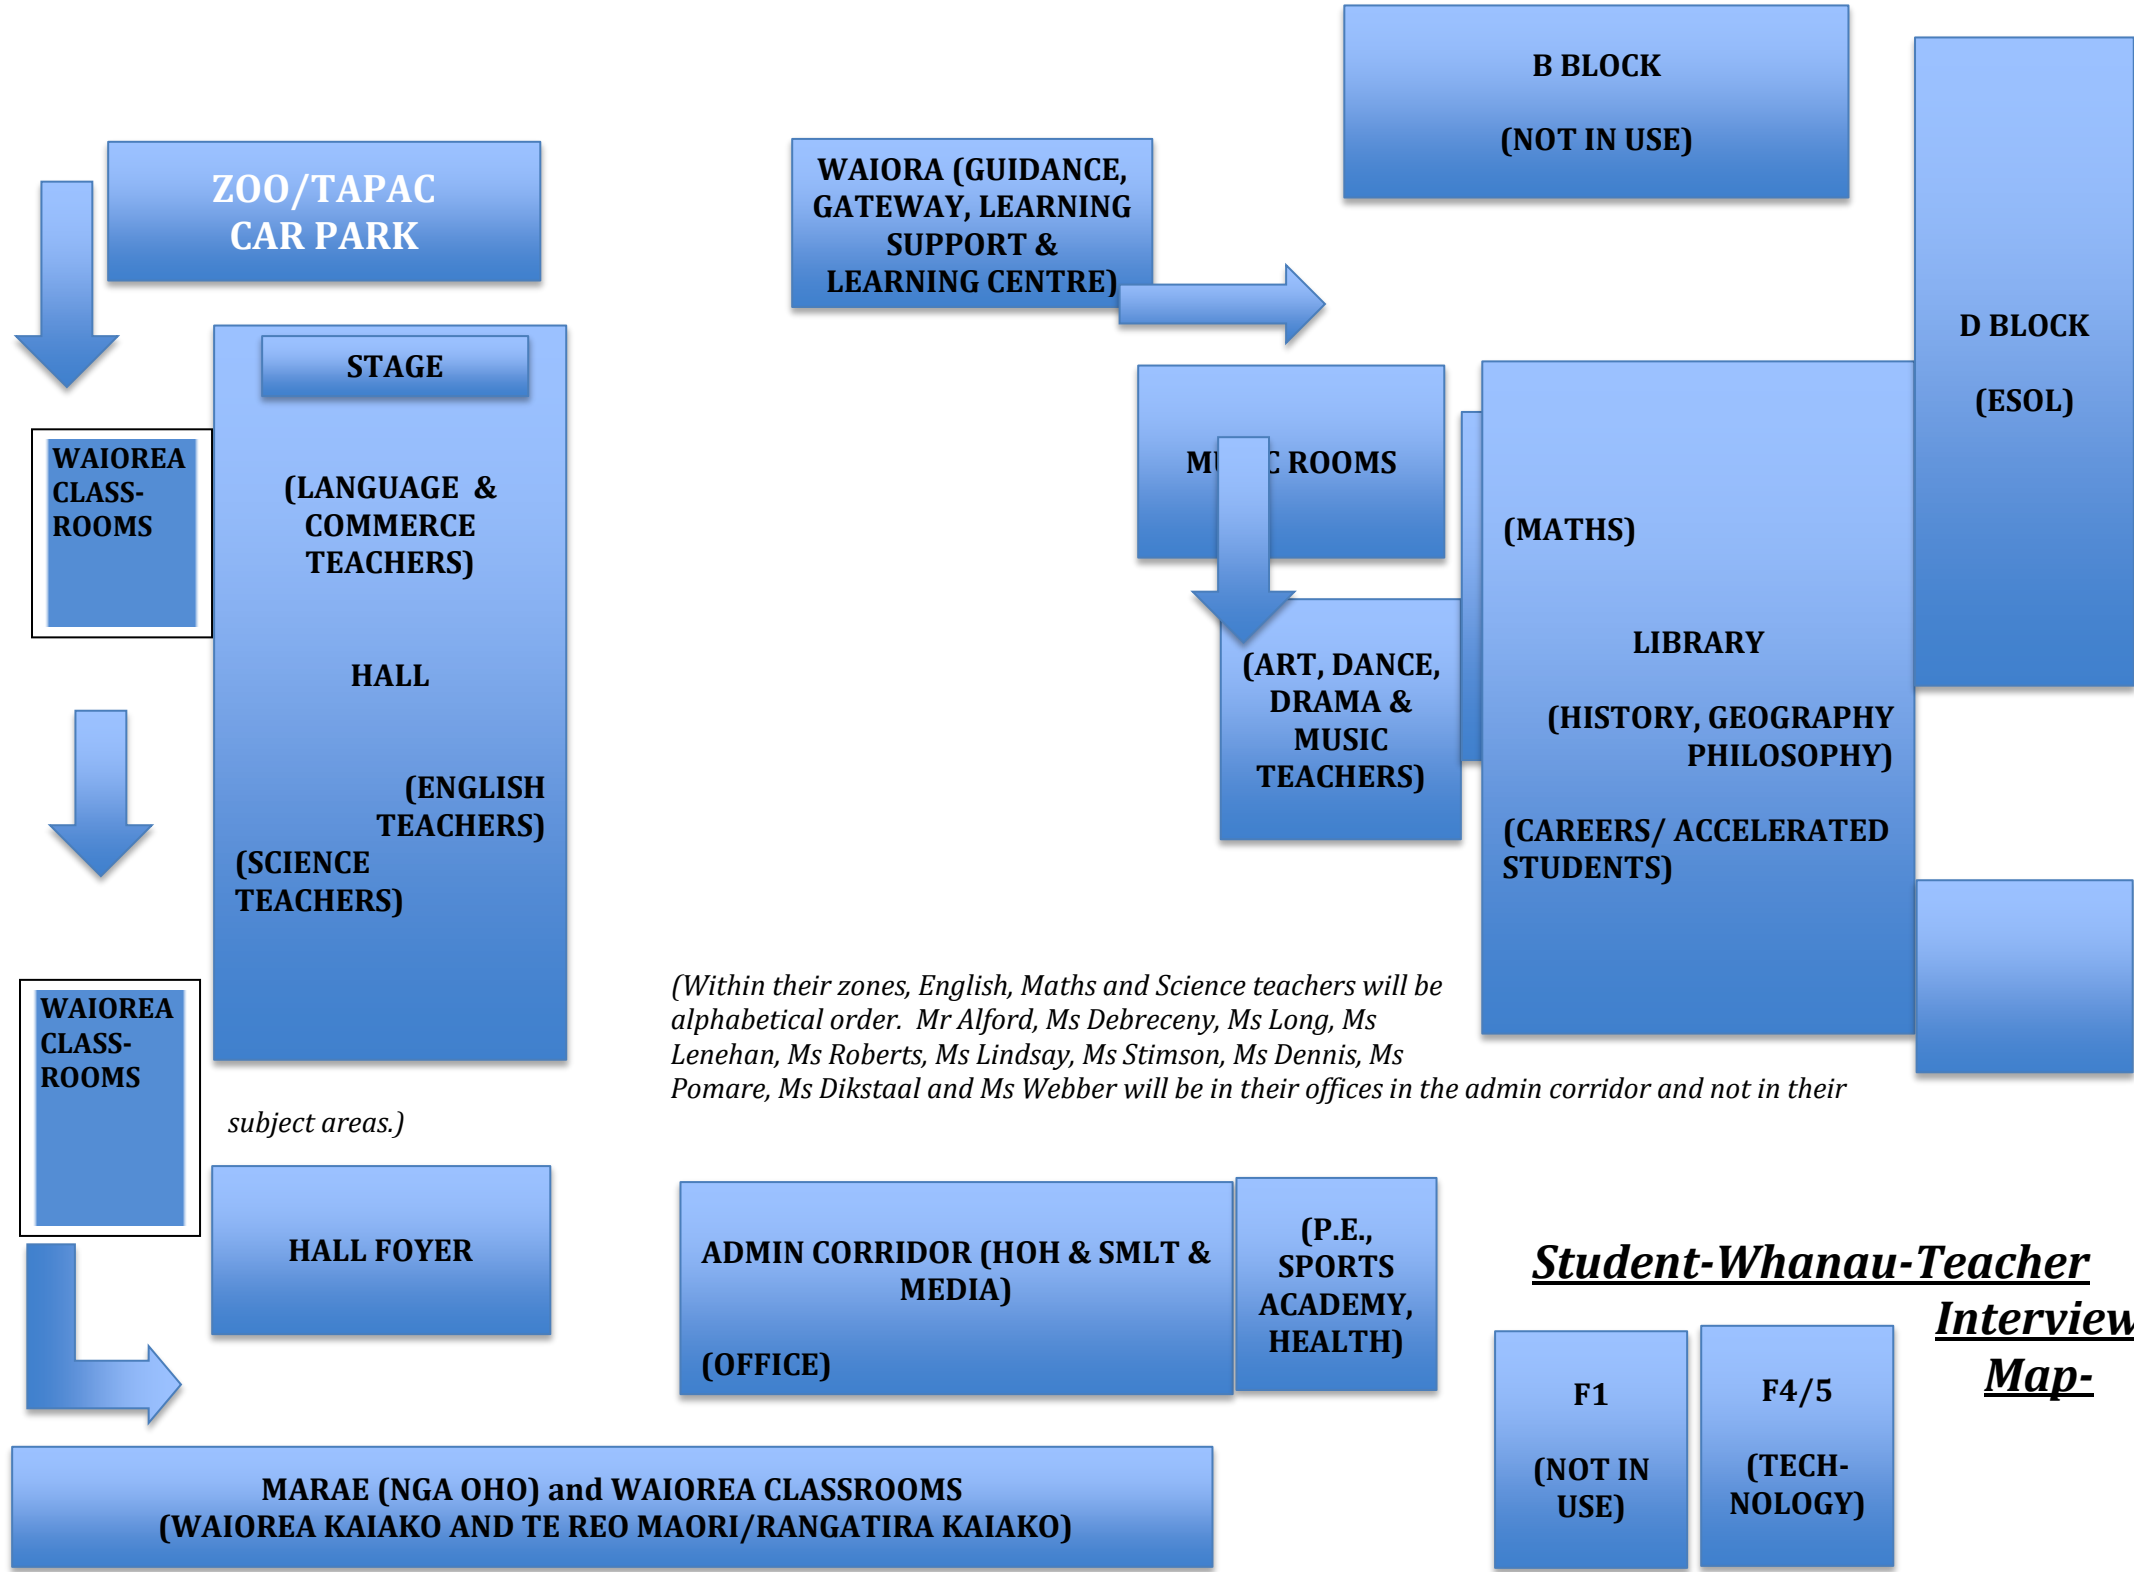 B BLOCK
(NOT IN USE)
D BLOCK
(ESOL)
ZOO/TAPAC
CAR PARK
WAIORA (GUIDANCE,
GATEWAY, LEARNING
SUPPORT &
LEARNING CENTRE)
STAGE
(LANGUAGE &
COMMERCE
TEACHERS)
HALL
(ENGLISH
TEACHERS)
(SCIENCE
TEACHERS)
WAIOREA
CLASS-
ROOMS
ROOMS
(ART, DANCE,
DRAMA &
MUSIC
TEACHERS)
(MATHS)
LIBRARY
(HISTORY, GEOGRAPHY
PHILOSOPHY)
(CAREERS/ ACCELERATED
STUDENTS)
WAIOREA
CLASS-
ROOMS
(Within their zones, English, Maths and Science teachers will be
alphabetical order. Mr Alford, Ms Debreceny, Ms Long, Ms
Lenehan, Ms Roberts, Ms Lindsay, Ms Stimson, Ms Dennis, Ms
Pomare, Ms Dikstaal and Ms Webber will be in their offices in the admin corridor and not in their
subject areas.)
HALL FOYER
ADMIN CORRIDOR (HOH & SMLT &
MEDIA)
(OFFICE)
(P.E.,
SPORTS
ACADEMY,
HEALTH)
Student-Whanau-Teacher
Interview
Map-
F1
(NOT IN
USE)
F4/5
(TECH-
NOLOGY)
MARAE (NGA OHO) and WAIOREA CLASSROOMS
(WAIOREA KAIAKO AND TE REO MAORI/RANGATIRA KAIAKO)